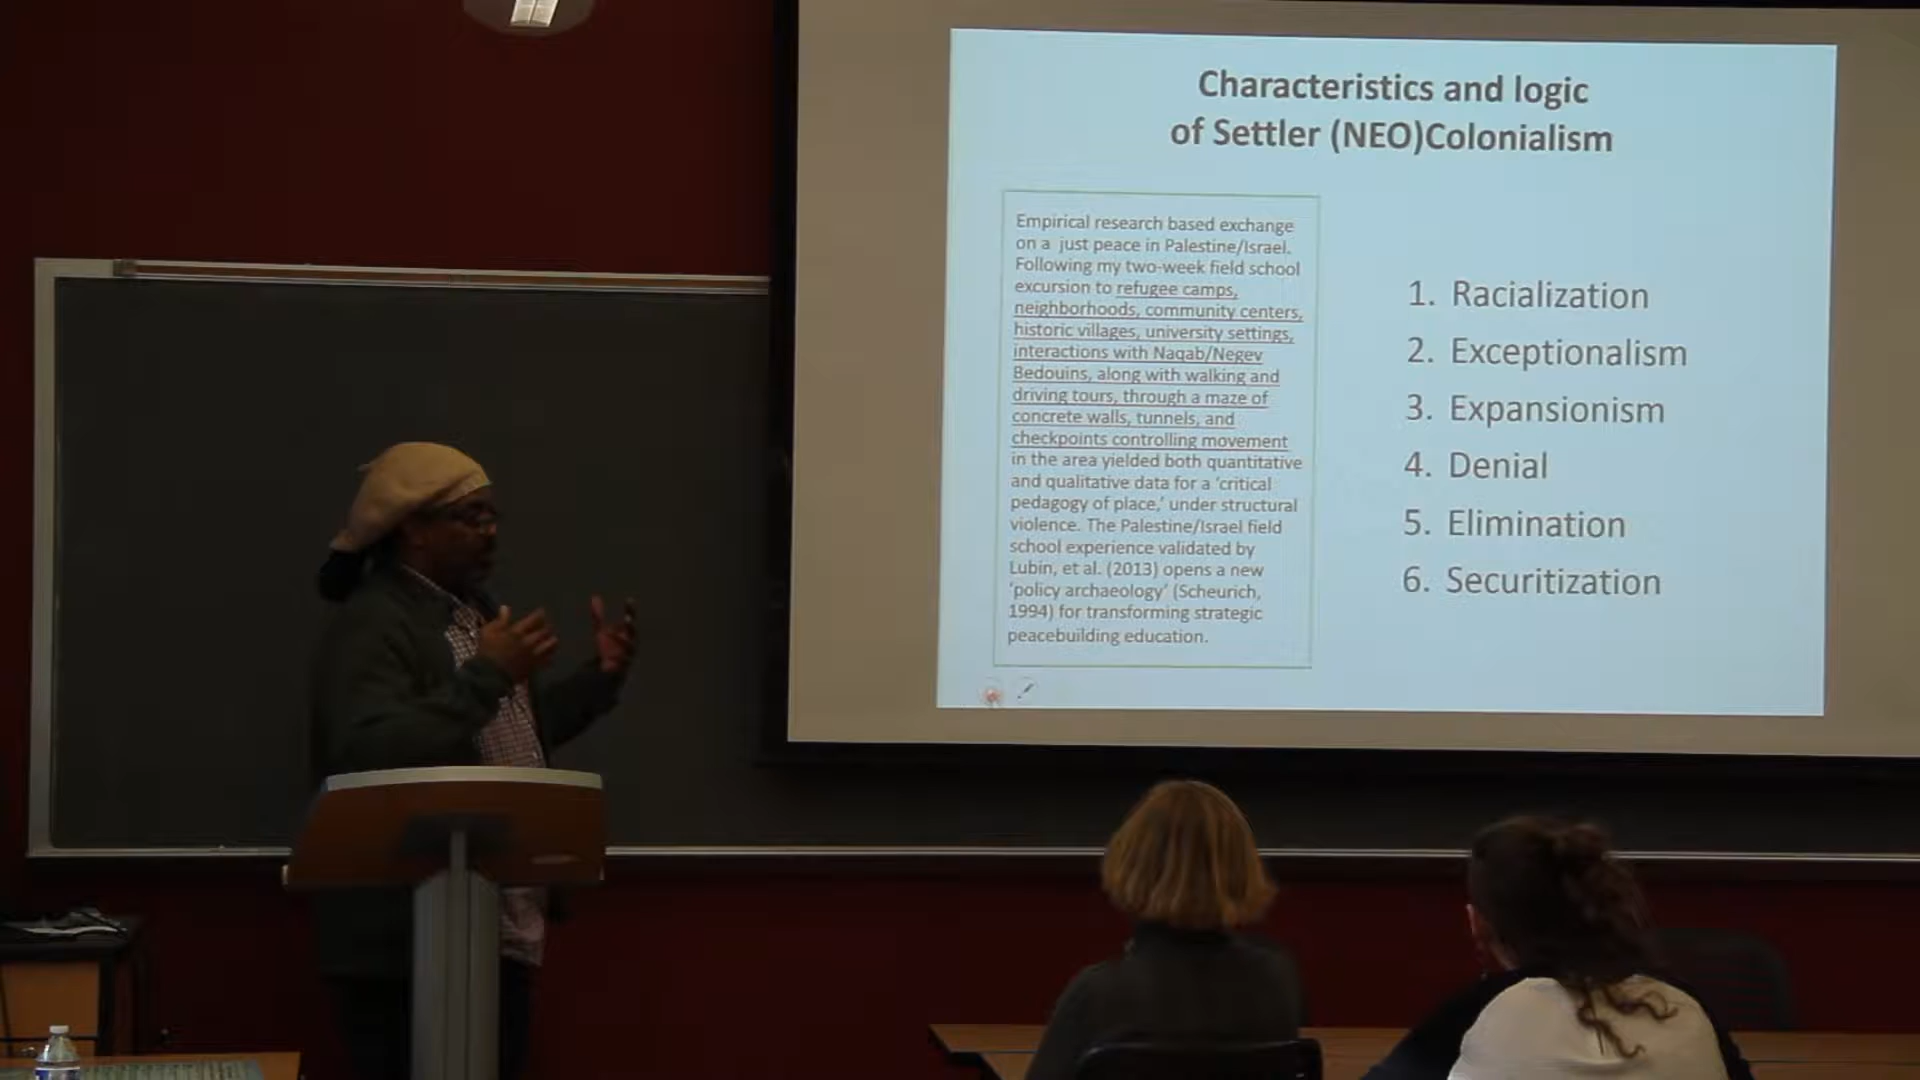 Characteristics and logic
of Settler (NEO)Colonialism
Empirical research based exchange
on a just peace in Palestine/Israel.
Following my two-week field school
excursion to refugee camps,
neighborhoods, community centers,
historic villages, university settings,
interactions with Naqab/Negev
Bedouins, along with walking and
driving tours, through a maze of
concrete walls, tunnels, and
checkpoints controlling movement
in the area yielded both quantitative
and qualitative data for a ‘critical
pedagogy of place,’ under structural
violence. The Palestine/Israel field
school experience validated by
Lubin, et al. (2013) opens a new
‘policy archaeology’ (Scheurich,
1994) for transforming strategic
peacebuilding education.
1. Racialization
2. Exceptionalism
3. Expansionism
4. Denial
5. Elimination
6. Securitization